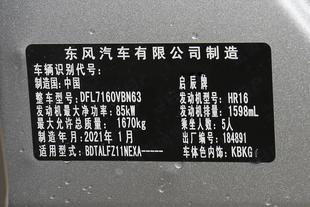 东风汽车有限公司制造
车辆识别代号：
制造国：中国 启辰牌
整车型号：DFL7160VBN63 发动机型号：HR16
发动机最大净功率：85kW 发动机排量：1598mL
最大允许总质量：1670kg 乘坐人数：5人
制造年月：2021年1月 出厂编号：184891
适用型式：BDTALFZ11NEXA----- 车体色内饰：KBKG